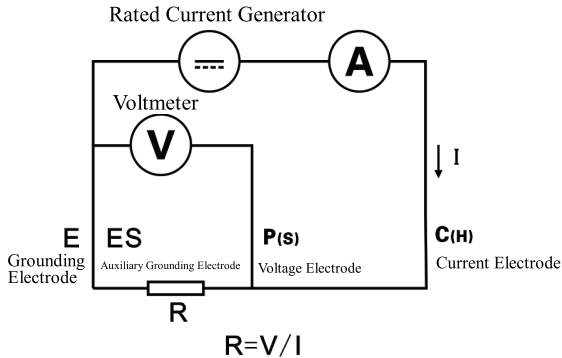 Rated Current Generator
A
Voltmeter
V
I
E
ES
P(S)
C(H)
Grounding
Electrode
Auxiliary Grounding Electrode
Voltage Electrode
Current Electrode
R
R=V/I